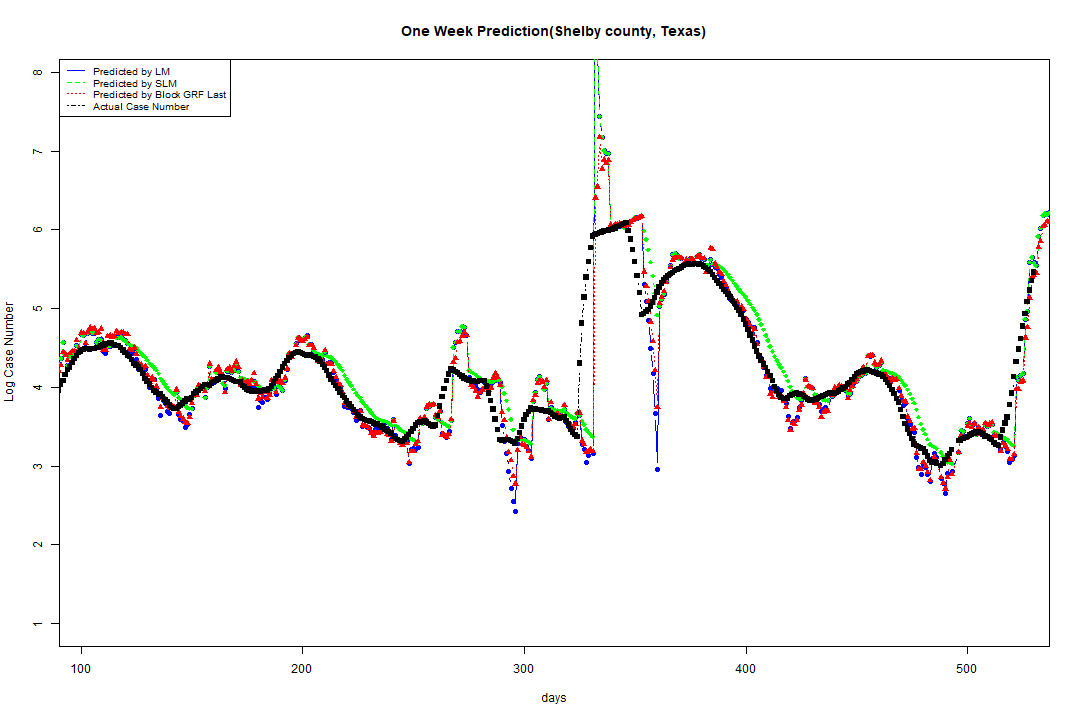 One Week Prediction(Shelby county, Texas)
Predicted by LM
Predicted by SLM
Predicted by Block GRF Last
Actual Case Number
8
7
6
5
4
3
2
1
Log Case Number
100 200 300 400 500
days